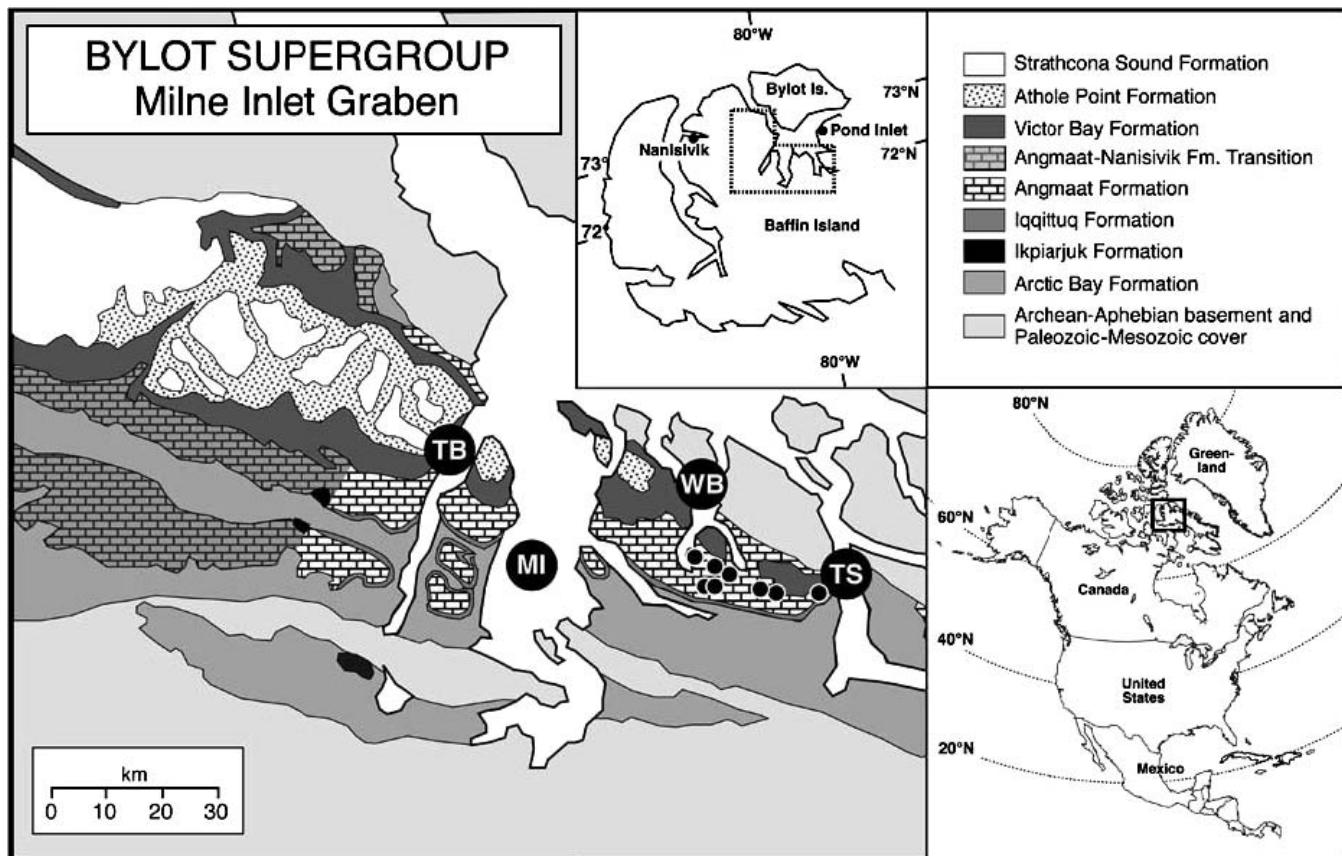 BYLOT SUPERGROUP
Milne Inlet Graben
TB
MI
WB
TS
km
0 10 20 30
80°W
Bylot Is.
73°N
Pond Inlet
72°N
Nanisivik
73°
72°
Baffin Island
80°W
Strathcona Sound Formation
Athole Point Formation
Victor Bay Formation
Angmaat-Nanisivik Fm. Transition
Angmaat Formation
Iqqittuq Formation
Ikpiarjuk Formation
Arctic Bay Formation
Archean-Aphebian basement and
Paleozoic-Mesozoic cover
80°N
Green-
land
60°N
Canada
40°N
United
States
20°N
Mexico